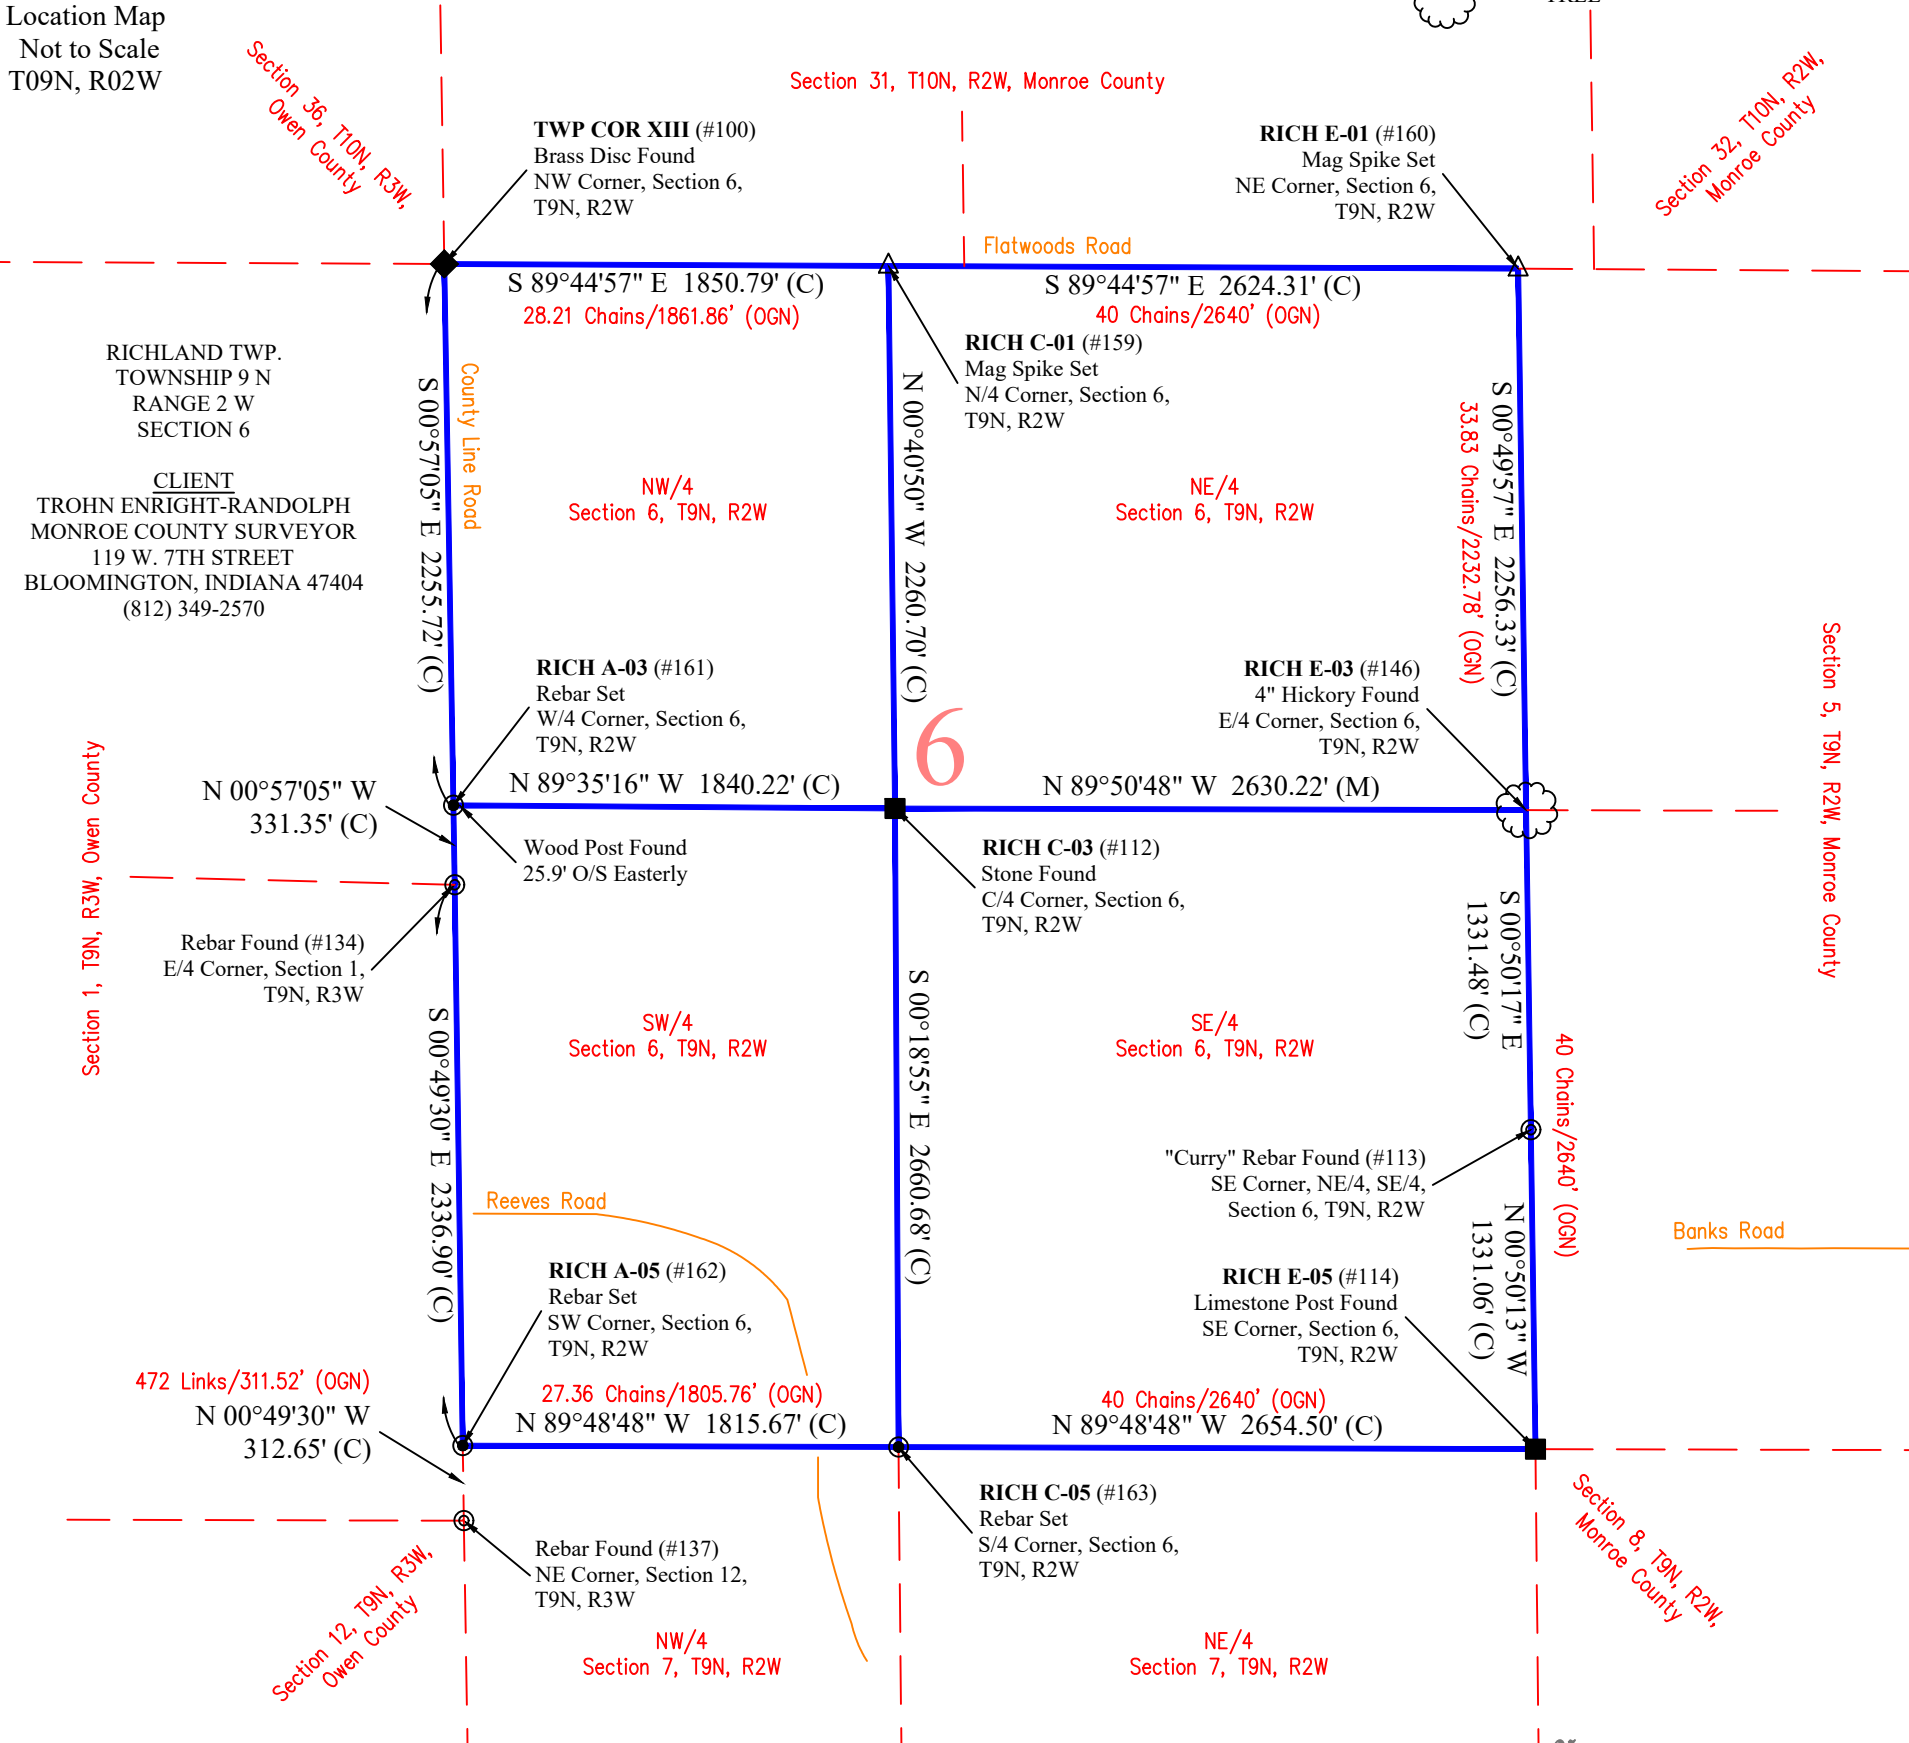 Location Map
Not to Scale
T09N, R02W
Section 36, T10N, R3W,
Owen County
Section 31, T10N, R2W, Monroe County
Section 32, T10N, R2W,
Monroe County
TWP COR XIII (#100)
Brass Disc Found
NW Corner, Section 6,
T9N, R2W
RICH E-01 (#160)
Mag Spike Set
NE Corner, Section 6,
T9N, R2W
Flatwoods Road
S 89°44'57" E 1850.79' (C)
28.21 Chains/1861.86' (OGN)
S 89°44'57" E 2624.31' (C)
40 Chains/2640' (OGN)
RICH C-01 (#159)
Mag Spike Set
N/4 Corner, Section 6,
T9N, R2W
RICHLAND TWP.
TOWNSHIP 9 N
RANGE 2 W
SECTION 6
CLIENT
TROHN ENRIGHT-RANDOLPH
MONROE COUNTY SURVEYOR
119 W. 7TH STREET
BLOOMINGTON, INDIANA 47404
(812) 349-2570
S 00°57'05" E 2255.72' (C)
County Line Road
N 00°40'50" W 2260.70' (C)
33.83 Chains/2232.78' (OGN)
S 00°49'57" E 2256.33' (C)
NW/4
Section 6, T9N, R2W
NE/4
Section 6, T9N, R2W
RICH A-03 (#161)
Rebar Set
W/4 Corner, Section 6,
T9N, R2W
RICH E-03 (#146)
4" Hickory Found
E/4 Corner, Section 6,
T9N, R2W
6
Section 5, T9N, R2W, Monroe County
N 89°35'16" W 1840.22' (C)
N 89°50'48" W 2630.22' (M)
N 00°57'05" W
331.35' (C)
Section 1, T9N, R3W, Owen County
Wood Post Found
25.9' O/S Easterly
RICH C-03 (#112)
Stone Found
C/4 Corner, Section 6,
T9N, R2W
Rebar Found (#134)
E/4 Corner, Section 1,
T9N, R3W
S 00°50'17" E
1331.48' (C)
S 00°49'30" E 2336.90' (C)
S 00°18'55" E 2660.68' (C)
SW/4
Section 6, T9N, R2W
SE/4
Section 6, T9N, R2W
40 Chains/2640' (OGN)
"Curry" Rebar Found (#113)
SE Corner, NE/4, SE/4,
Section 6, T9N, R2W
Reeves Road
Banks Road
N 00°50'13" W
1331.06' (C)
RICH A-05 (#162)
Rebar Set
SW Corner, Section 6,
T9N, R2W
RICH E-05 (#114)
Limestone Post Found
SE Corner, Section 6,
T9N, R2W
472 Links/311.52' (OGN)
N 00°49'30" W
312.65' (C)
27.36 Chains/1805.76' (OGN)
N 89°48'48" W 1815.67' (C)
40 Chains/2640' (OGN)
N 89°48'48" W 2654.50' (C)
RICH C-05 (#163)
Rebar Set
S/4 Corner, Section 6,
T9N, R2W
Section 8, T9N, R2W,
Monroe County
Rebar Found (#137)
NE Corner, Section 12,
T9N, R3W
Section 12, T9N, R3W,
Owen County
NW/4
Section 7, T9N, R2W
NE/4
Section 7, T9N, R2W